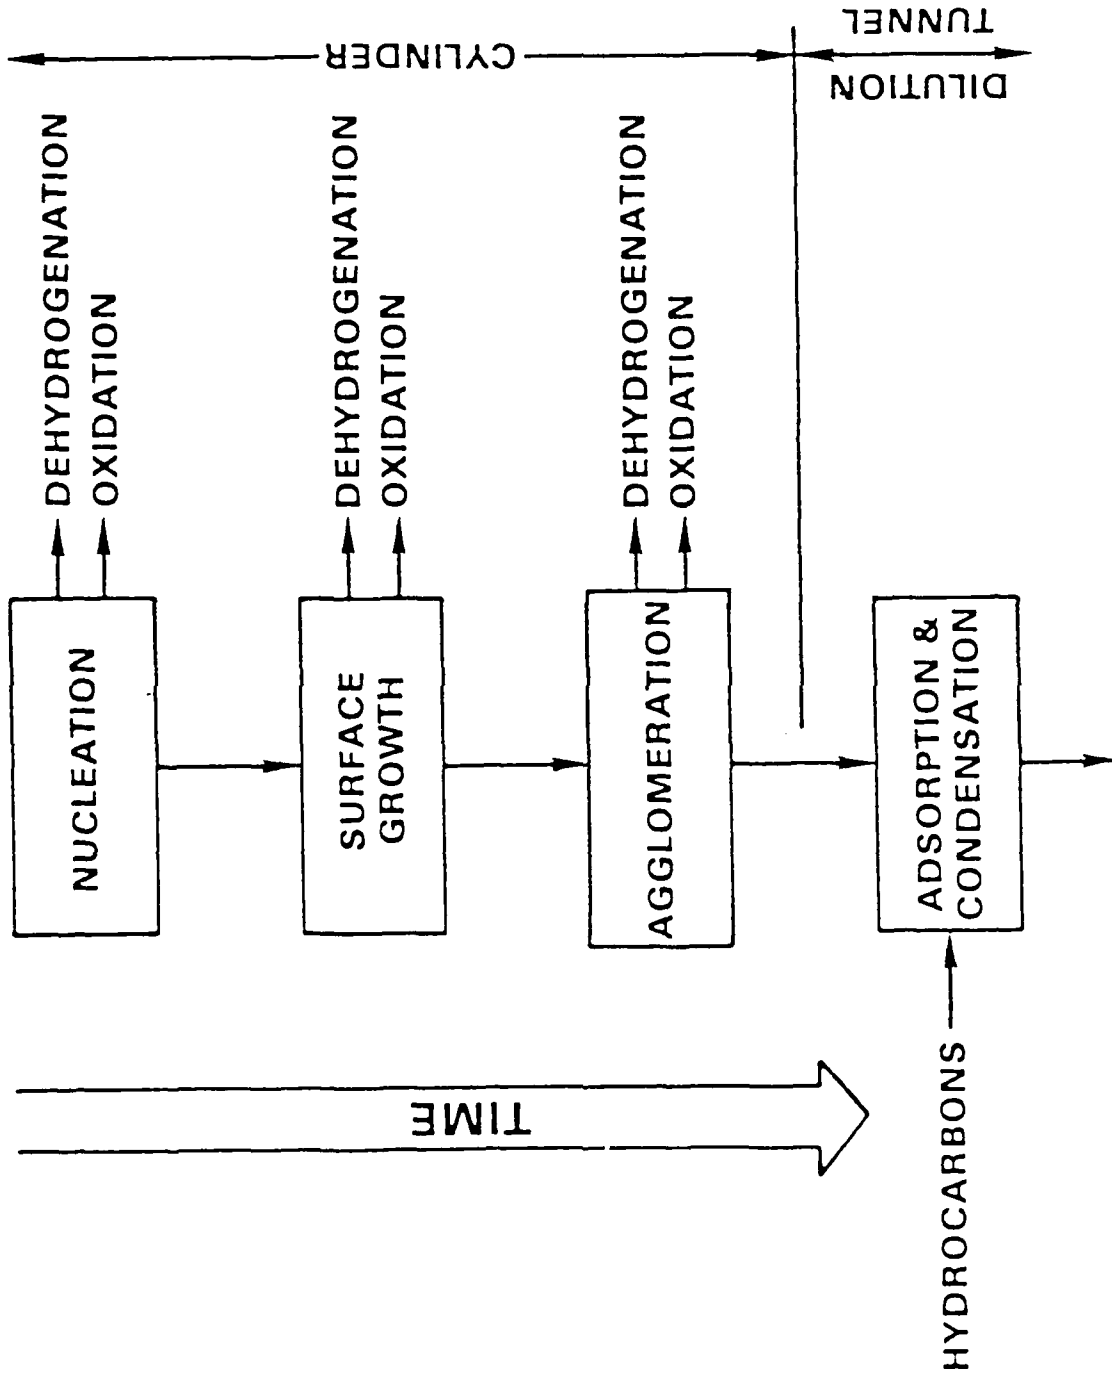 NUCLEATION
DEHYDROGENATION
OXIDATION
SURFACE
GROWTH
DEHYDROGENATION
OXIDATION
AGGLOMERATION
DEHYDROGENATION
OXIDATION
ADSORPTION &
CONDENSATION
HYDROCARBONS
TIME
CYLINDER
DILUTION
TUNNEL